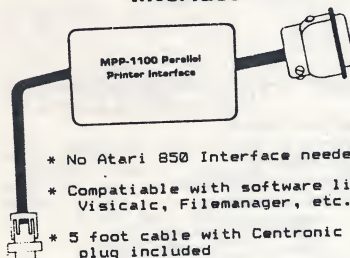 MPP-1100 Parallel
Printer Interface
* No Atari 850 Interface neede
* Compatiable with software li
Visicalc, Filemanager, etc.
* 5 foot cable with Centronic
plug included